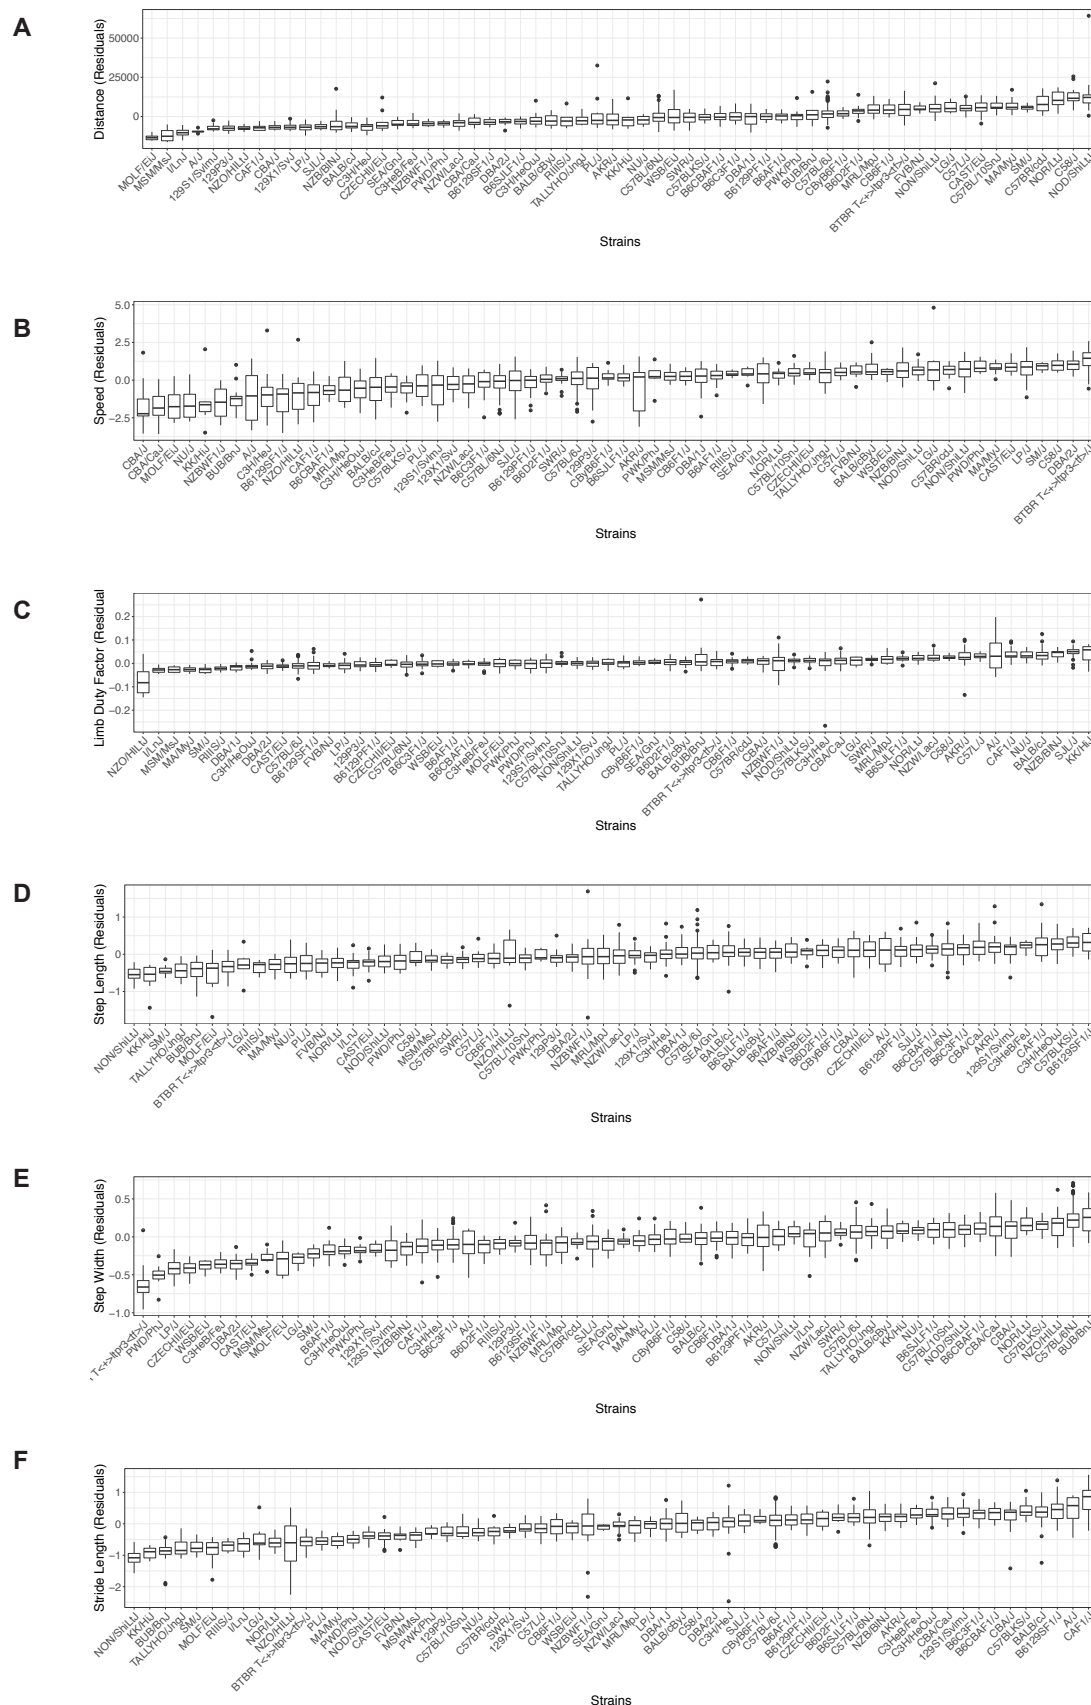 A
Distance (Residuals)
50000
25000
0
MOLF/EiJ
MSM/MsJ
I/LnJ
A/J
129S1/SvImJ
129P3/J
NZO/HILtJ
CAF1/J
CBA/J
129X1/SvJ
LP/J
SJL/J
NZB/BlNJ
BALB/cJ
C3H/HeJ
CZECHII/EiJ
SEA/GnJ
C3HeB/FeJ
NZBWF1/J
PWD/PhJ
NZW/LacJ
CBA/CaJ
B6129SF1/J
DBA/2J
B6SJLF1/J
C3H/HeOuJ
BALB/cByJ
RIIIS/J
TALLYHO/JngJ
PL/J
AKR/J
KK/HlJ
NU/J
C57BL/6NJ
WSB/EiJ
SWR/J
C57BLKS/J
B6CBAF1/J
B6C3F1/J
DBA/1J
B6129PF1/J
B6AF1/J
PWK/PhJ
BUB/BnJ
C57BL/6J
CByB6F1/J
B6D2F1/J
MRL/MpJ
CB6F1/J
BTBR T<+>Itpr3<tf>/J
FVB/NJ
NON/ShiLtJ
LG/J
C57L/J
CAST/EiJ
C57BL/10SnJ
MA/MyJ
SM/J
C57BR/cdJ
NOR/LtJ
C58/J
NOD/ShiLtJ
Strains
B
Speed (Residuals)
5.0
2.5
0.0
−2.5
CBA/J
CBA/CaJ
MOLF/EiJ
NU/J
KK/HlJ
NZBWF1/J
BUB/BnJ
A/J
C3H/HeJ
B6129SF1/J
NZO/HILtJ
CAF1/J
B6CBAF1/J
MRL/MpJ
C3H/HeOuJ
BALB/cJ
C3HeB/FeJ
C57BLKS/J
PL/J
129S1/SvImJ
129X1/SvJ
NZW/LacJ
B6C3F1/J
C57BL/6NJ
SJL/J
B6129PF1/J
B6D2F1/J
SWR/J
C57BL/6J
129P3/J
CByB6F1/J
B6SJLF1/J
AKR/J
PWK/PhJ
MSM/MsJ
CB6F1/J
DBA/1J
B6AF1/J
RIIIS/J
SEA/GnJ
I/LnJ
NOR/LtJ
C57BL/10SnJ
CZECHII/EiJ
TALLYHO/JngJ
C57L/J
FVB/NJ
BALB/cByJ
WSB/EiJ
NZB/BlNJ
NOD/ShiLtJ
LG/J
C57BR/cdJ
NON/ShiLtJ
PWD/PhJ
MA/MyJ
CAST/EiJ
LP/J
SM/J
C58/J
DBA/2J
BTBR T<+>Itpr3<tf>/J
Strains
C
Limb Duty Factor (Residual
0.2
0.1
0.0
−0.1
−0.2
NZO/HILtJ
I/LnJ
MSM/MsJ
MA/MyJ
SM/J
RIIIS/J
DBA/1J
C3H/HeOuJ
DBA/2J
CAST/EiJ
C57BL/6J
B6129SF1/J
FVB/NJ
LP/J
129P3/J
B6129PF1/J
CZECHII/EiJ
C57BL/6NJ
B6C3F1/J
WSB/EiJ
B6AF1/J
B6CBAF1/J
C3HeB/FeJ
MOLF/EiJ
PWK/PhJ
PWD/PhJ
129S1/SvImJ
C57BL/10SnJ
NON/ShiLtJ
129X1/SvJ
TALLYHO/JngJ
PL/J
CByB6F1/J
SEA/GnJ
B6D2F1/J
BALB/cByJ
BUB/BnJ
BTBR T<+>Itpr3<tf>/J
CB6F1/J
C57BR/cdJ
CBA/J
NZBWF1/J
NOD/ShiLtJ
C57BLKS/J
C3H/HeJ
CBA/CaJ
LG/J
SWR/J
MRL/MpJ
B6SJLF1/J
NOR/LtJ
NZW/LacJ
C58/J
AKR/J
C57L/J
A/J
CAF1/J
NU/J
BALB/cJ
NZB/BlNJ
SJL/J
KK/HlJ
Strains
D
Step Length (Residuals)
1
0
−1
NON/ShiLtJ
KK/HlJ
SM/J
TALLYHO/JngJ
BUB/BnJ
MOLF/EiJ
BTBR T<+>Itpr3<tf>/J
LG/J
RIIIS/J
MA/MyJ
NU/J
PL/J
FVB/NJ
NOR/LtJ
I/LnJ
CAST/EiJ
NOD/ShiLtJ
PWD/PhJ
C58/J
MSM/MsJ
C57BR/cdJ
SWR/J
C57L/J
CB6F1/J
NZO/HILtJ
C57BL/10SnJ
PWK/PhJ
129P3/J
DBA/2J
NZBWF1/J
MRL/MpJ
NZW/LacJ
LP/J
129X1/SvJ
C3H/HeJ
DBA/1J
C57BL/6J
SEA/GnJ
BALB/cJ
B6SJLF1/J
BALB/cByJ
B6AF1/J
NZB/BlNJ
WSB/EiJ
B6D2F1/J
CByB6F1/J
CBA/J
CZECHII/EiJ
A/J
B6129PF1/J
SJL/J
B6CBAF1/J
C57BL/6NJ
B6C3F1/J
CBA/CaJ
AKR/J
129S1/SvImJ
C3HeB/FeJ
CAF1/J
C3H/HeOuJ
C57BLKS/J
B6129SF1/J
Strains
E
Step Width (Residuals)
0.5
0.0
−0.5
−1.0
T<+>Itpr3<tf>/J
PWD/PhJ
LP/J
CZECHII/EiJ
WSB/EiJ
C3HeB/FeJ
DBA/2J
CAST/EiJ
MSM/MsJ
MOLF/EiJ
LG/J
SM/J
B6AF1/J
C3H/HeOuJ
PWK/PhJ
129X1/SvJ
129S1/SvImJ
NZB/BlNJ
CAF1/J
C3H/HeJ
B6C3F1/J
A/J
B6D2F1/J
RIIIS/J
129P3/J
B6129SF1/J
NZBWF1/J
MRL/MpJ
C57BR/cdJ
SJL/J
SEA/GnJ
FVB/NJ
MA/MyJ
PL/J
CByB6F1/J
C58/J
BALB/cJ
CB6F1/J
DBA/1J
B6129PF1/J
AKR/J
C57L/J
NON/ShiLtJ
I/LnJ
NZW/LacJ
SWR/J
C57BL/6J
TALLYHO/JngJ
BALB/cByJ
KK/HlJ
NU/J
B6SJLF1/J
C57BL/10SnJ
NOD/ShiLtJ
B6CBAF1/J
CBA/CaJ
CBA/J
NOR/LtJ
C57BLKS/J
NZO/HILtJ
C57BL/6NJ
BUB/BnJ
Strains
F
Stride Length (Residuals)
1
0
−1
−2
NON/ShiLtJ
KK/HlJ
BUB/BnJ
TALLYHO/JngJ
SM/J
MOLF/EiJ
RIIIS/J
I/LnJ
LG/J
NOR/LtJ
NZO/HILtJ
BTBR T<+>Itpr3<tf>/J
PL/J
MA/MyJ
PWD/PhJ
NOD/ShiLtJ
CAST/EiJ
FVB/NJ
MSM/MsJ
PWK/PhJ
129P3/J
C57BL/10SnJ
NU/J
C57BR/cdJ
SWR/J
129X1/SvJ
C57L/J
CB6F1/J
WSB/EiJ
NZBWF1/J
SEA/GnJ
NZW/LacJ
MRL/MpJ
LP/J
DBA/1J
BALB/cByJ
C58/J
DBA/2J
C3H/HeJ
SJL/J
CByB6F1/J
C57BL/6J
B6AF1/J
B6129PF1/J
CZECHII/EiJ
B6D2F1/J
B6SJLF1/J
C57BL/6NJ
NZB/BlNJ
AKR/J
C3HeB/FeJ
C3H/HeOuJ
CBA/CaJ
129S1/SvImJ
B6C3F1/J
B6CBAF1/J
CBA/J
C57BLKS/J
BALB/cJ
B6129SF1/J
A/J
CAF1/J
Strains